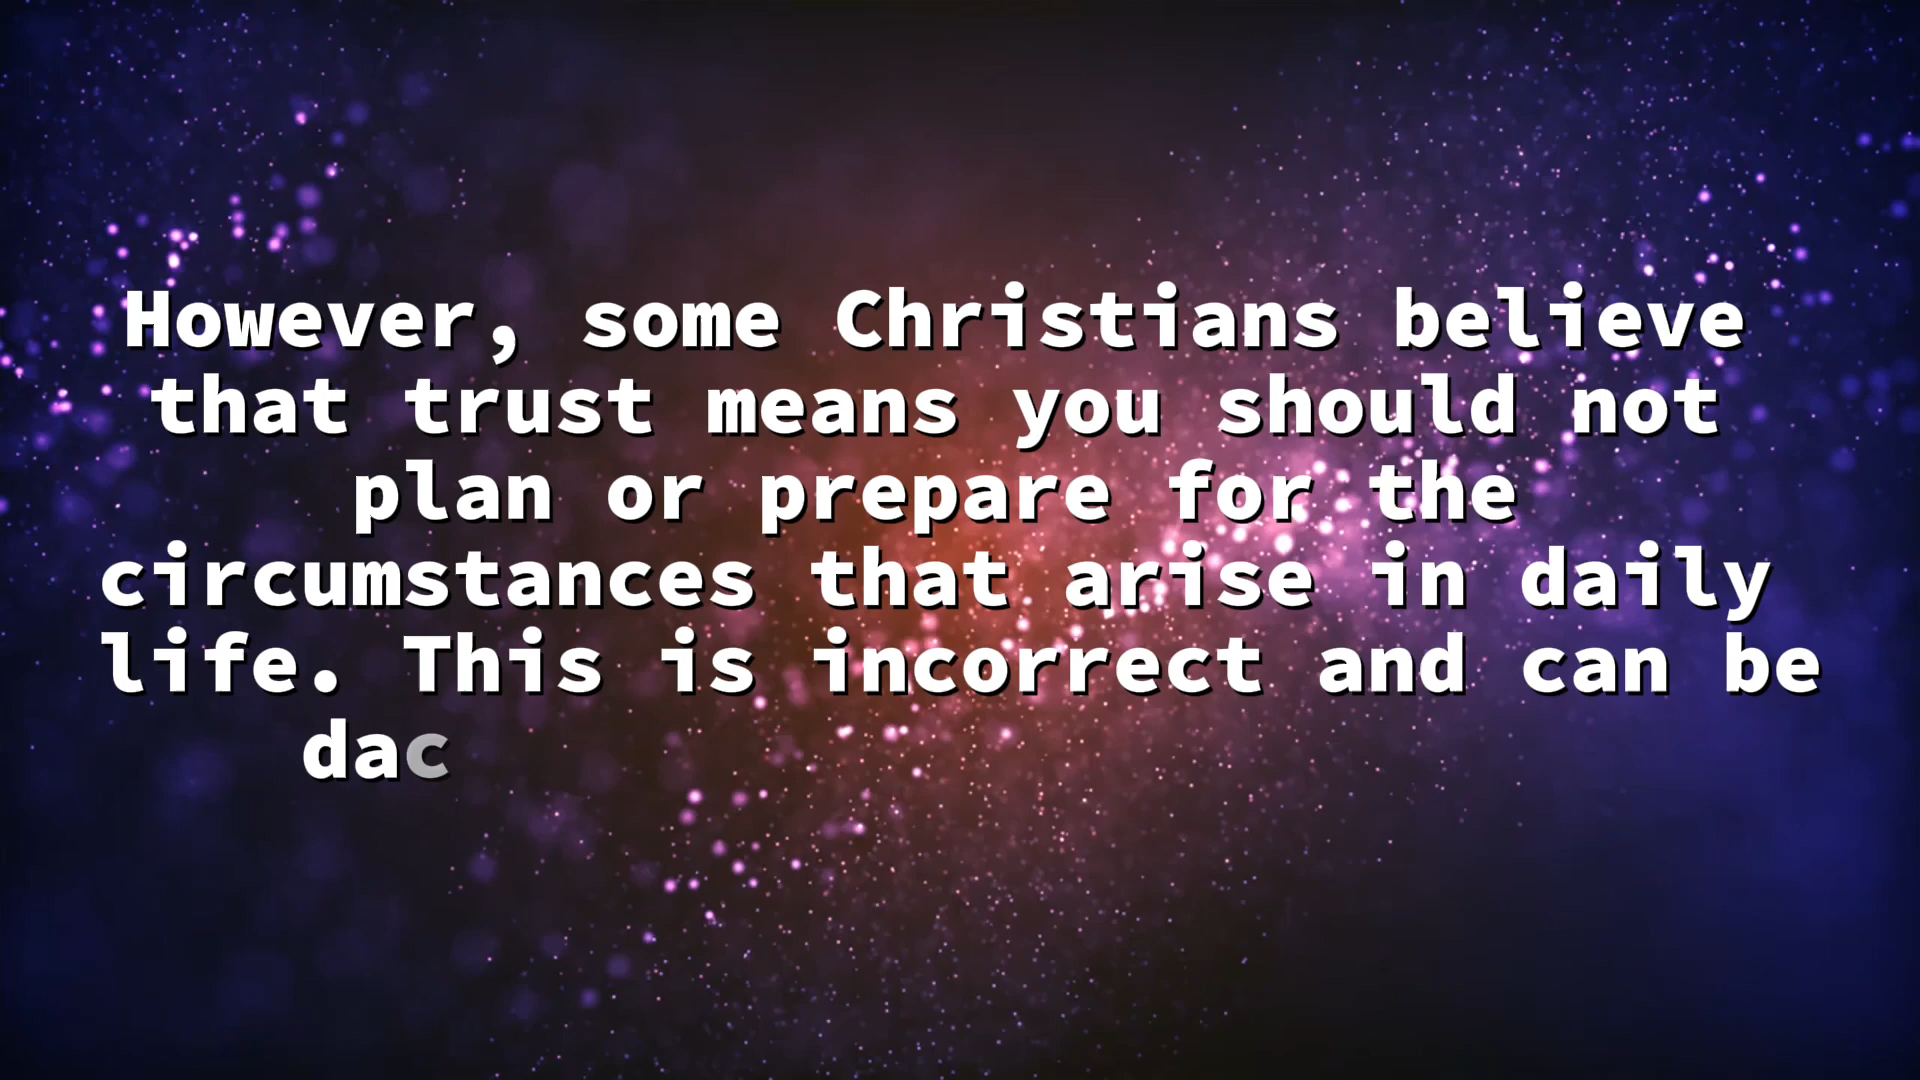 However, some Christians believe
that trust means you should not
plan or prepare for the
circumstances that arise in daily
life. This is incorrect and can be
dac